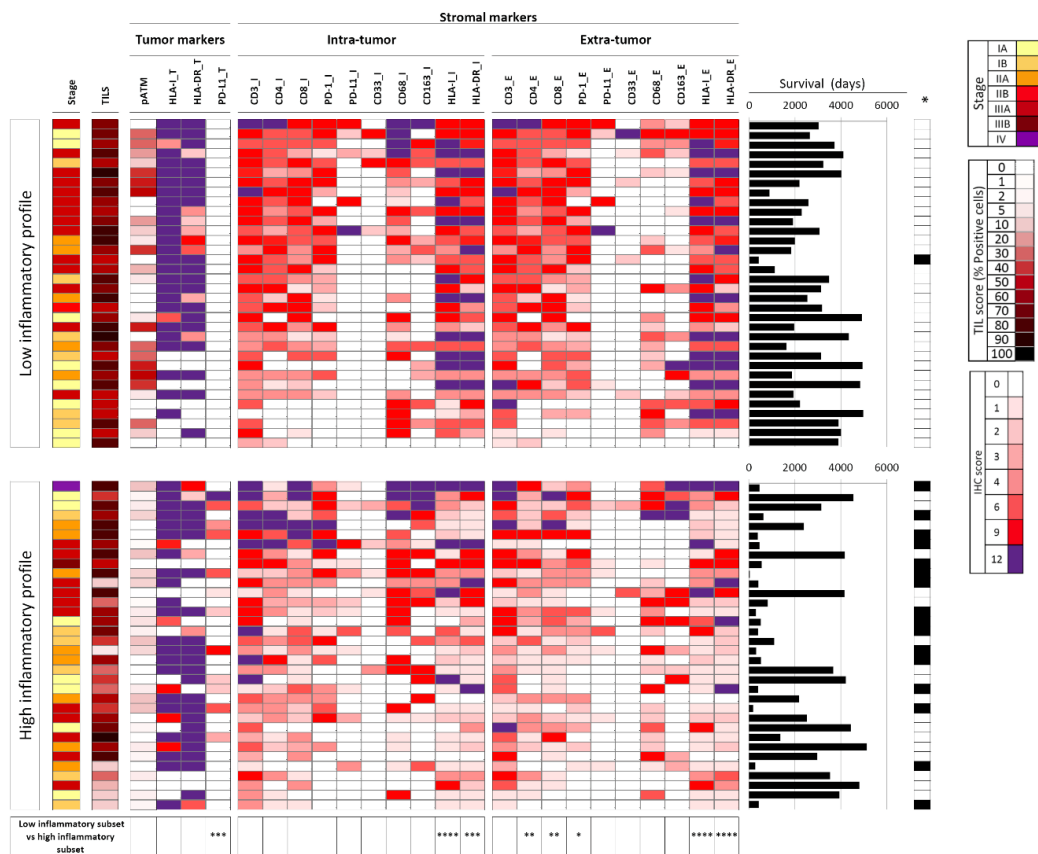 Stromal markers
Tumor markers
Intra-tumor
Extra-tumor
Stage
TILS
pATM
HLA-I_T
HLA-DR_T
PD-L1_T
CD3_I
CD4_I
CD8_I
PD-1_I
PD-L1_I
CD33_I
CD68_I
CD163_I
HLA-I_I
HLA-DR_I
CD3_E
CD4_E
CD8_E
PD-1_E
PD-L1_E
CD33_E
CD68_E
CD163_E
HLA-I_E
HLA-DR_E
Survival (days)
0 2000 4000 6000
*
Low inflammatory profile
0 2000 4000 6000
High inflammatory profile
Low inflammatory subset
vs high inflammatory
subset
*** **** *** ** ** * **** ****
Stage
IA
IB
IIA
IIB
IIIA
IIIB
IV
TIL score (% Positive cells)
0
1
2
5
10
20
30
40
50
60
70
80
90
100
IHC score
0
1
2
3
4
6
9
12